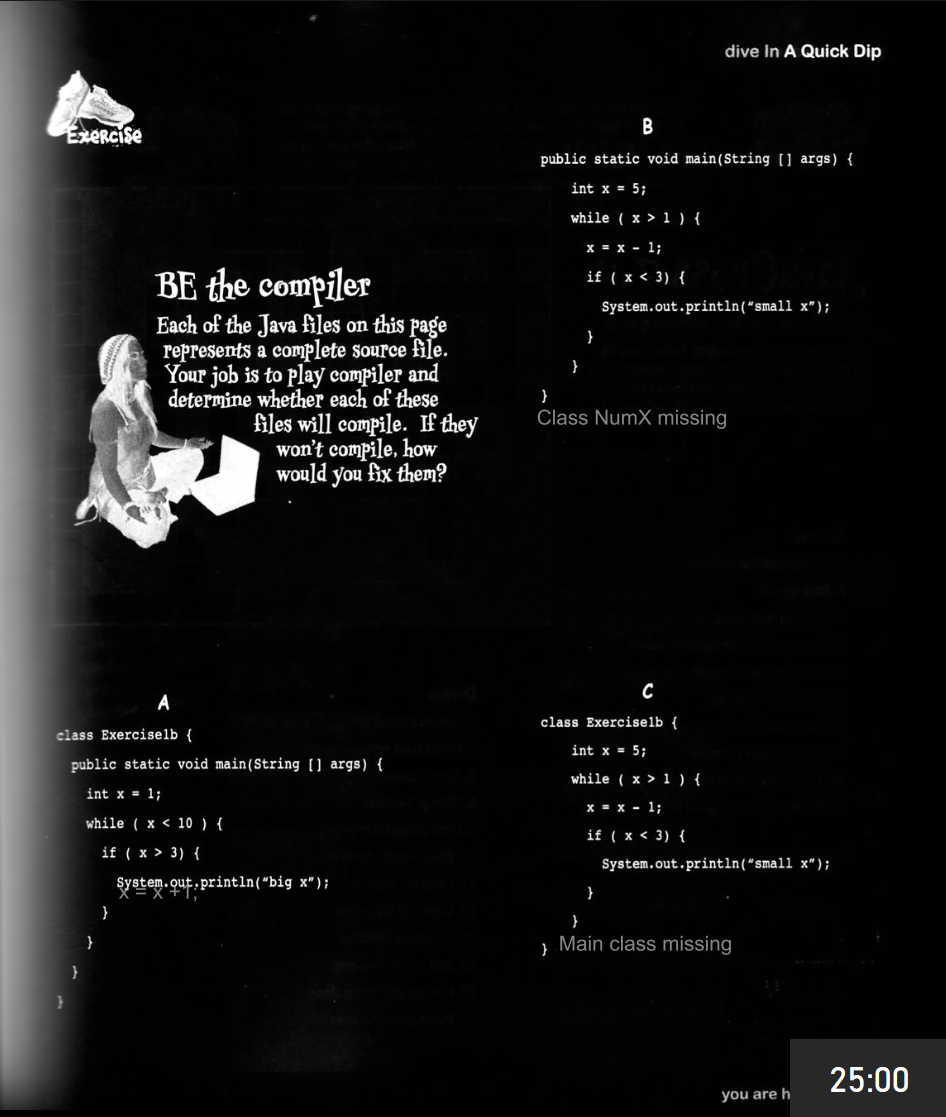 dive In A Quick Dip
Exercise
BE the compiler
Each of the Java files on this page
represents a complete source file.
Your job is to play compiler and
determine whether each of these
files will compile. If they
won't compile, how
would you fix them?
B
public static void main(String [] args) {
int x = 5;
while ( x > 1 ) {
x = x - 1;
if ( x < 3) {
System.out.println("small x");
}
}
}
Class NumX missing
A
class Exercise1b {
public static void main(String [] args) {
int x = 1;
while ( x < 10 ) {
if ( x > 3) {
System.out.println("big x");
x = x +1;
}
}
}
}
C
class Exercise1b {
int x = 5;
while ( x > 1 ) {
x = x - 1;
if ( x < 3) {
System.out.println("small x");
}
}
} Main class missing
you are
25:00